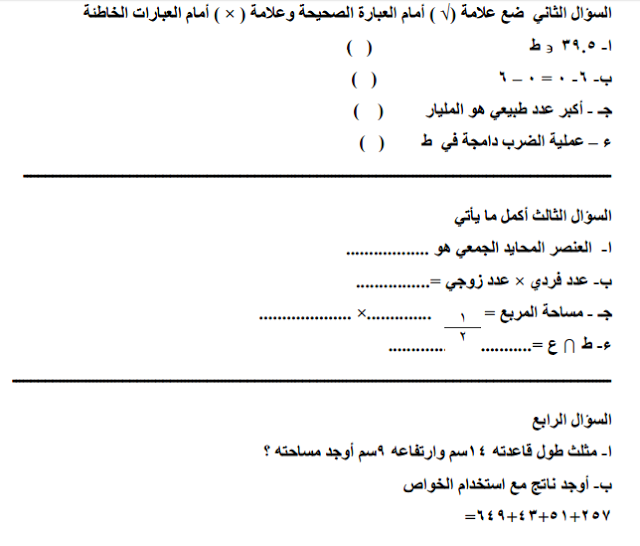 السؤال الثاني ضع علامة (√ ) أمام العبارة الصحيحة وعلامة ( × ) أمام العبارات الخاطئة
ا- ٣٩.٥ و ط ( )
ب- ٦- ٠ = ٠ – ٦ ( )
جـ - أكبر عدد طبيعي هو المليار ( )
ء – عملية الضرب دامجة في ط ( )
السؤال الثالث أكمل ما يأتي
ا- العنصر المحايد الجمعي هو ..................
ب- عدد فردي × عدد زوجي =................
جـ - مساحة المربع = ١/٢ ..............× ....................
ء- ط ∩ ع =........... ............
السؤال الرابع
ا- مثلث طول قاعدته ١٤سم وارتفاعه ٩سم أوجد مساحته ؟
ب- أوجد ناتج مع استخدام الخواص
٢٥٧+٥١+٤٣+٦٤٩=